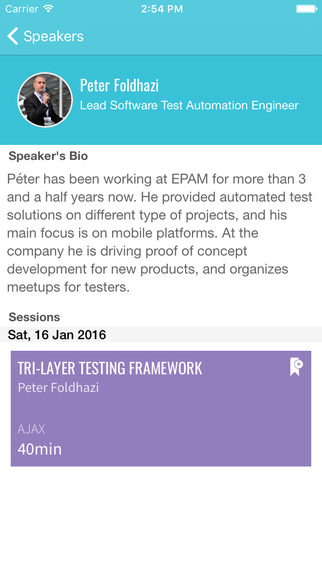 Carrier 2:54 PM
Speakers
Peter Foldhazi
Lead Software Test Automation Engineer
Speaker's Bio
Péter has been working at EPAM for more than 3
and a half years now. He provided automated test
solutions on different type of projects, and his
main focus is on mobile platforms. At the
company he is driving proof of concept
development for new products, and organizes
meetups for testers.
Sessions
Sat, 16 Jan 2016
TRI-LAYER TESTING FRAMEWORK
Peter Foldhazi
AJAX
40min